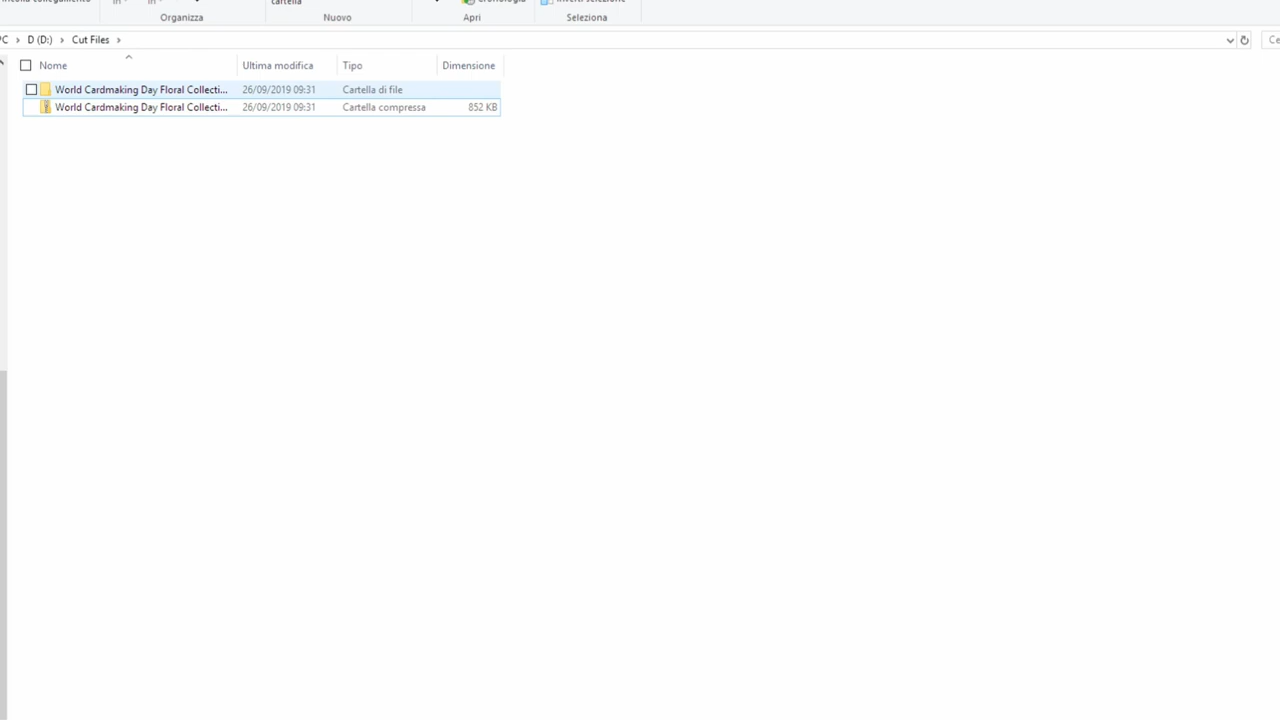 cartella
Organizza Nuovo Apri Seleziona
PC > D (D:) > Cut Files >
Nome Ultima modifica Tipo Dimensione
World Cardmaking Day Floral Collecti... 26/09/2019 09:31 Cartella di file
World Cardmaking Day Floral Collecti... 26/09/2019 09:31 Cartella compressa 852 KB